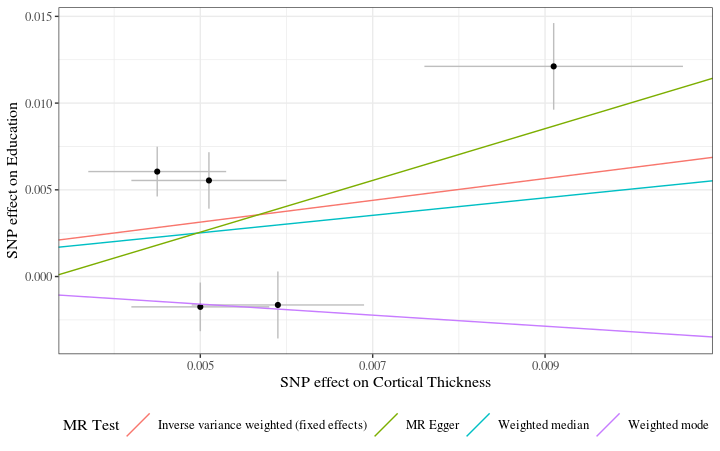 0.015
0.010
0.005
0.000
SNP effect on Education
0.005 0.007 0.009
SNP effect on Cortical Thickness
MR Test Inverse variance weighted (fixed effects) MR Egger Weighted median Weighted mode